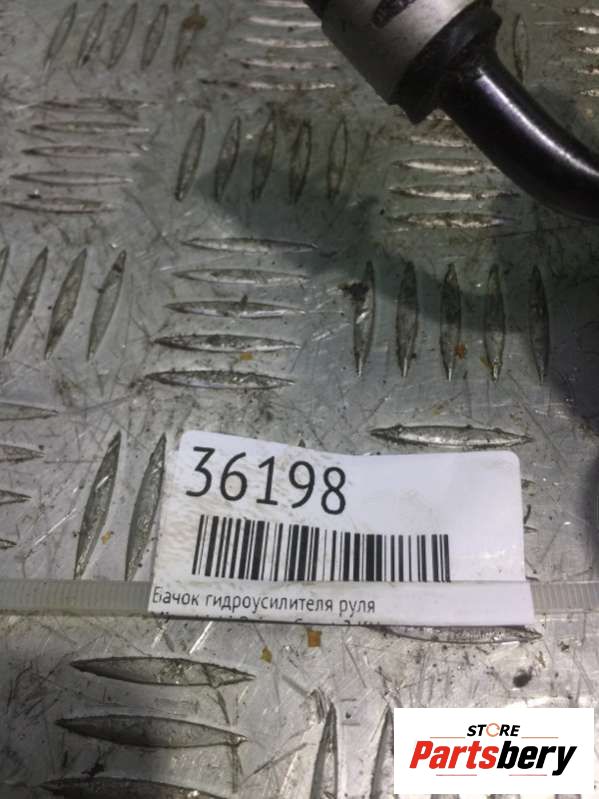 36198
Бачок гидроусилителя руля
STORE
Partsbery